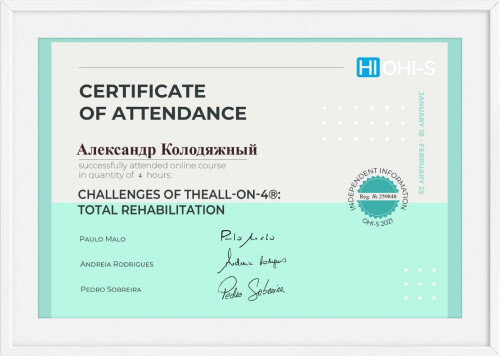 HI OHI-S
CERTIFICATE
OF ATTENDANCE
JANUARY 18 - FEBRUARY 25
Александр Колодяжный
successfully attended online course
in quantity of 4 hours:
CHALLENGES OF THEALL-ON-4®:
TOTAL REHABILITATION
INDEPENDENT INFORMATION
Reg. № 259848
OHI-S 2021
PAULO MALO
Paulo Malo
ANDREIA RODRIGUES
Andreia Rodrigues
PEDRO SOBREIRA
Pedro Sobreira